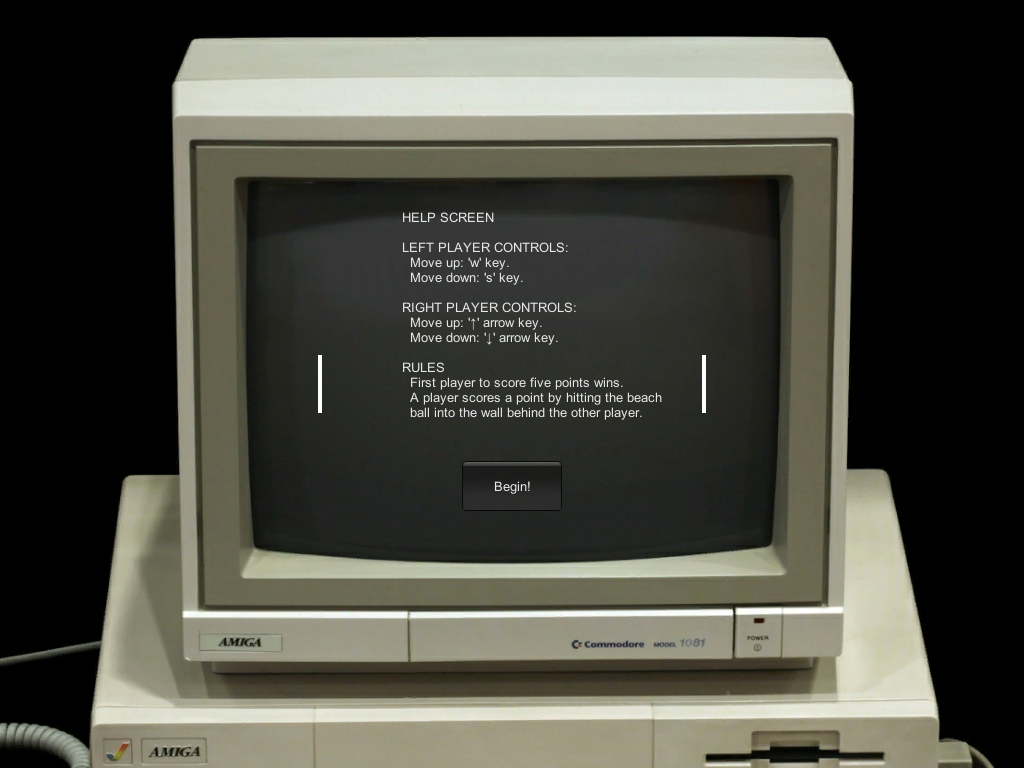 HELP SCREEN
LEFT PLAYER CONTROLS:
Move up: 'w' key.
Move down: 's' key.
RIGHT PLAYER CONTROLS:
Move up: '↑' arrow key.
Move down: '↓' arrow key.
RULES
First player to score five points wins.
A player scores a point by hitting the beach
ball into the wall behind the other player.
Begin!
AMIGA
Commodore MODEL 1081
POWER
AMIGA